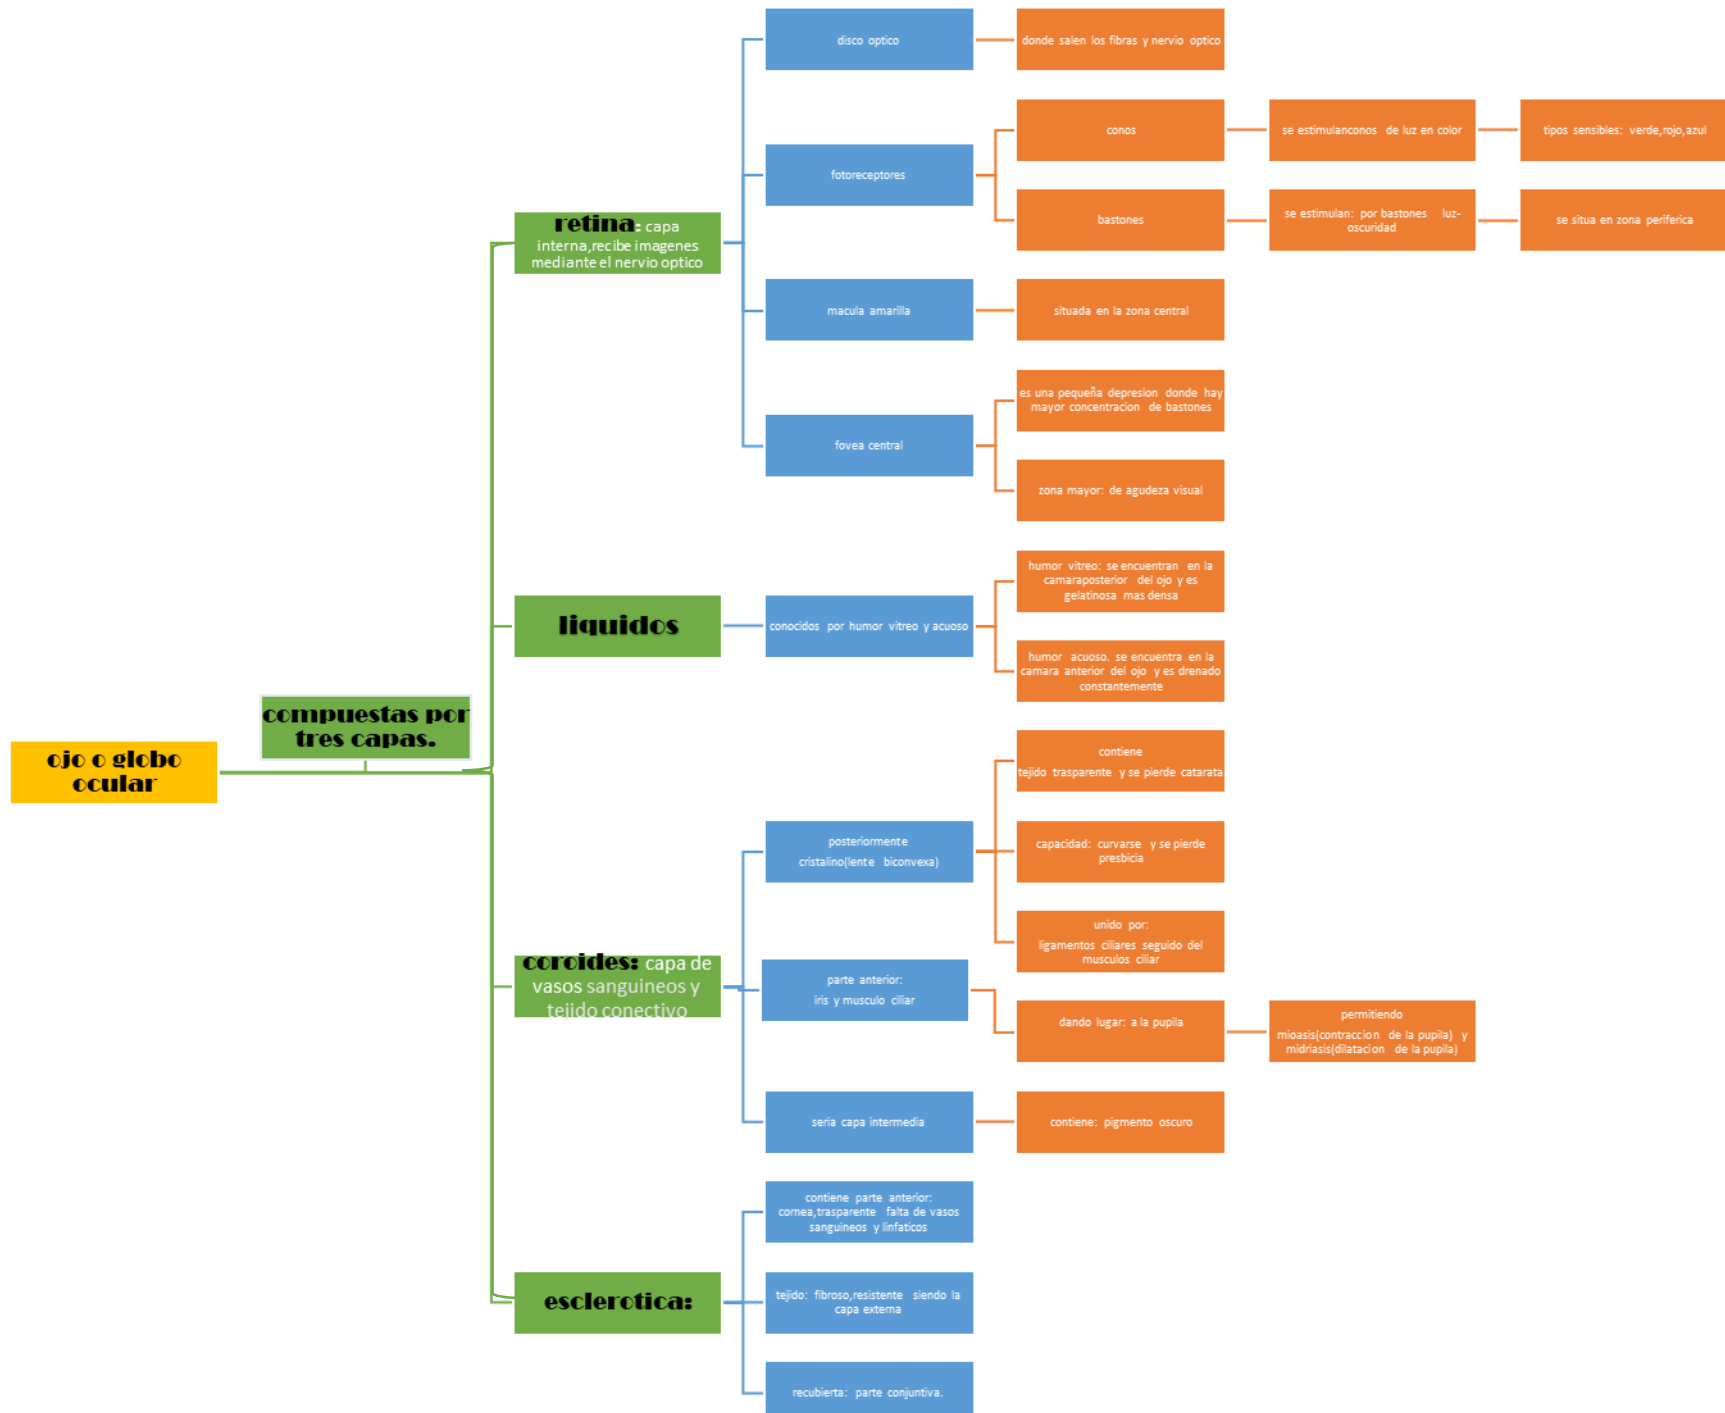 ojo o globo
ocular
compuestas por
tres capas.
retina: capa
interna,recibe imagenes
mediante el nervio optico
disco optico
donde salen los fibras y nervio optico
fotoreceptores
conos
se estimulanconos de luz en color
tipos sensibles: verde,rojo,azul
bastones
se estimulan: por bastones luz-
oscuridad
se situa en zona periferica
macula amarilla
situada en la zona central
fovea central
es una pequeña depresion donde hay
mayor concentracion de bastones
zona mayor: de agudeza visual
liquidos
conocidos por humor vitreo y acuoso
humor vitreo: se encuentran en la
camaraposterior del ojo y es
gelatinosa mas densa
humor acuoso. se encuentra en la
camara anterior del ojo y es drenado
constantemente
coroides: capa de
vasos sanguineos y
tejido conectivo
posteriormente
cristalino(lente biconvexa)
contiene
tejido trasparente y se pierde catarata
capacidad: curvarse y se pierde
presbicia
unido por:
ligamentos ciliares seguido del
musculos ciliar
parte anterior:
iris y musculo ciliar
dando lugar: a la pupila
permitiendo
mioasis(contraccion de la pupila) y
midriasis(dilatacion de la pupila)
seria capa intermedia
contiene: pigmento oscuro
esclerotica:
contiene parte anterior:
cornea,trasparente falta de vasos
sanguineos y linfaticos
tejido: fibroso,resistente siendo la
capa externa
recubierta: parte conjuntiva.